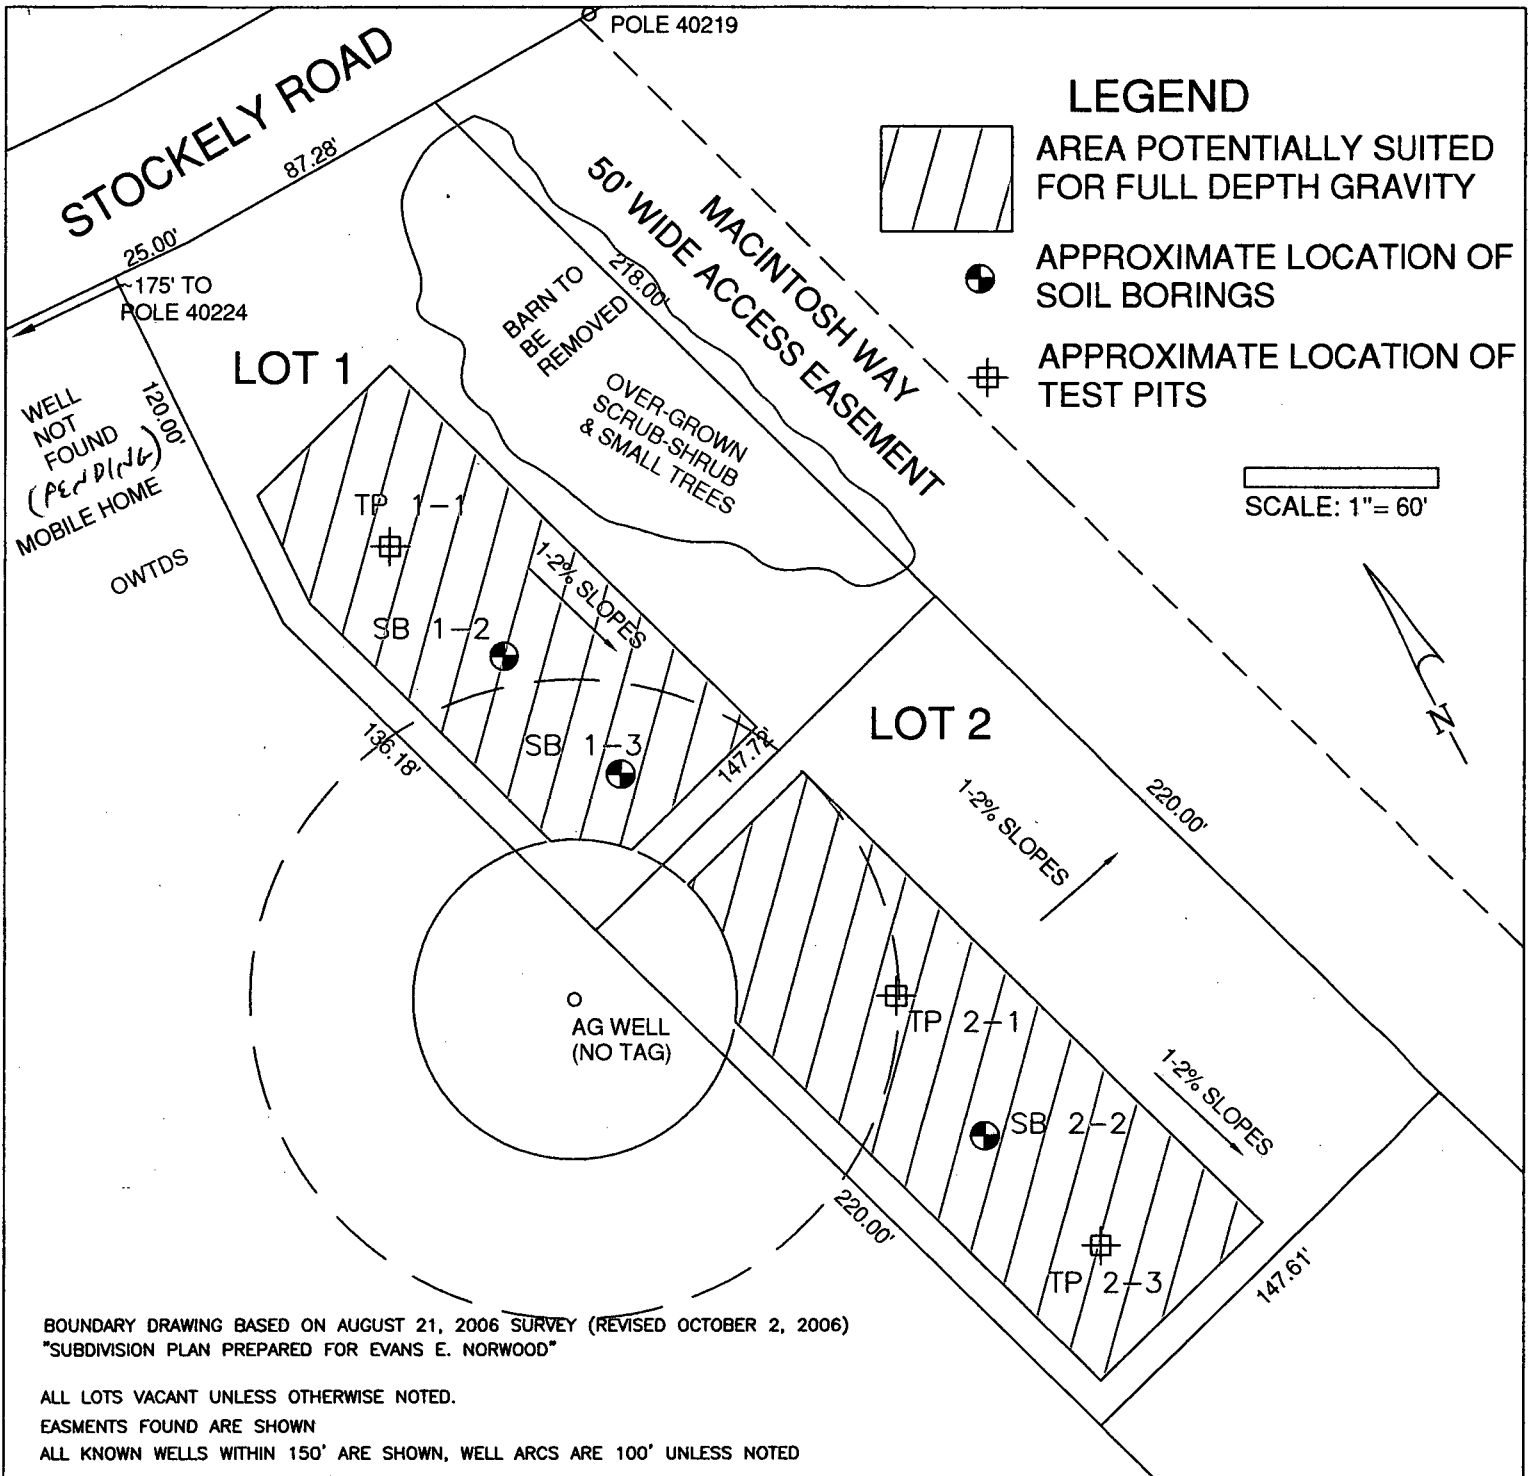 POLE 40219
STOCKELY ROAD
87.28'
25.00'
~175' TO
POLE 40224
LEGEND
AREA POTENTIALLY SUITED
FOR FULL DEPTH GRAVITY
APPROXIMATE LOCATION OF
SOIL BORINGS
APPROXIMATE LOCATION OF
TEST PITS
SCALE: 1"= 60'
N
MACINTOSH WAY
50' WIDE ACCESS EASEMENT
218.00'
BARN TO
BE
REMOVED
OVER-GROWN
SCRUB-SHRUB
& SMALL TREES
LOT 1
120.00'
WELL
NOT
FOUND
(PENDING)
MOBILE HOME
OWTDS
TP 1-1
1-2% SLOPES
SB 1-2
SB 1-3
136.18'
147.72'
LOT 2
1-2% SLOPES
220.00'
AG WELL
(NO TAG)
TP 2-1
SB 2-2
1-2% SLOPES
TP 2-3
220.00'
147.61'
BOUNDARY DRAWING BASED ON AUGUST 21, 2006 SURVEY (REVISED OCTOBER 2, 2006)
"SUBDIVISION PLAN PREPARED FOR EVANS E. NORWOOD"
ALL LOTS VACANT UNLESS OTHERWISE NOTED.
EASMENTS FOUND ARE SHOWN
ALL KNOWN WELLS WITHIN 150' ARE SHOWN, WELL ARCS ARE 100' UNLESS NOTED